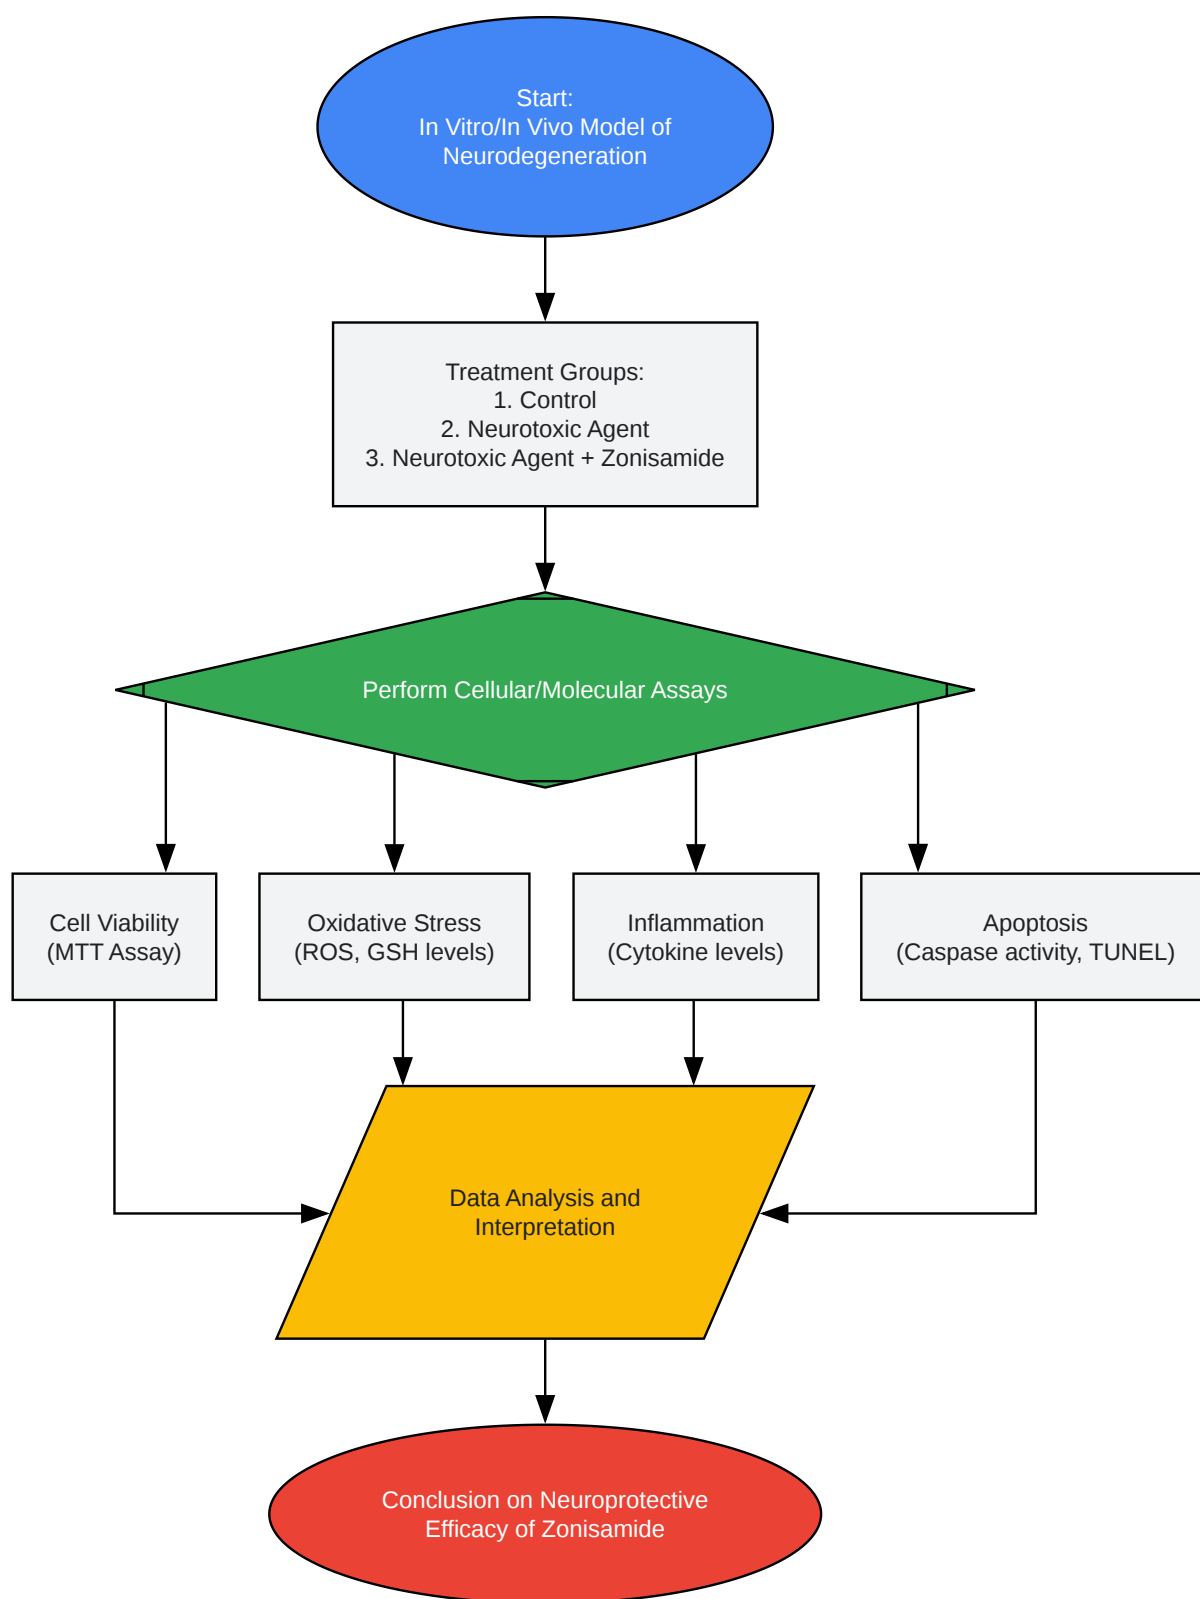 Start:
In Vitro/In Vivo Model of
Neurodegeneration
Treatment Groups:
1. Control
2. Neurotoxic Agent
3. Neurotoxic Agent + Zonisamide
Perform Cellular/Molecular Assays
Cell Viability
(MTT Assay)
Oxidative Stress
(ROS, GSH levels)
Inflammation
(Cytokine levels)
Apoptosis
(Caspase activity, TUNEL)
Data Analysis and
Interpretation
Conclusion on Neuroprotective
Efficacy of Zonisamide